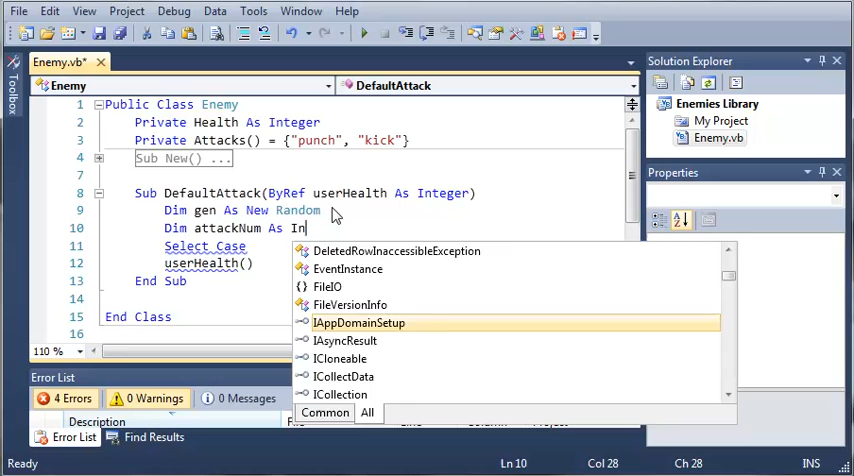 File Edit View Project Debug Data Tools Window Help
Enemy.vb*
Toolbox
Enemy
DefaultAttack
1 Public Class Enemy
2 Private Health As Integer
3 Private Attacks() = {"punch", "kick"}
4 Sub New() ...
7
8 Sub DefaultAttack(ByRef userHealth As Integer)
9 Dim gen As New Random
10 Dim attackNum As In
11 Select Case
12 userHealth()
13 End Sub
14
15 End Class
16
DeletedRowInaccessibleException
EventInstance
FileIO
FileVersionInfo
IAppDomainSetup
IAsyncResult
ICloneable
ICollectData
ICollection
Common All
110 %
Solution Explorer
Enemies Library
My Project
Enemy.vb
Properties
Error List
4 Errors 0 Warnings 0 Messages
Description
Error List Find Results
Ready Ln 10 Col 28 Ch 28 INS